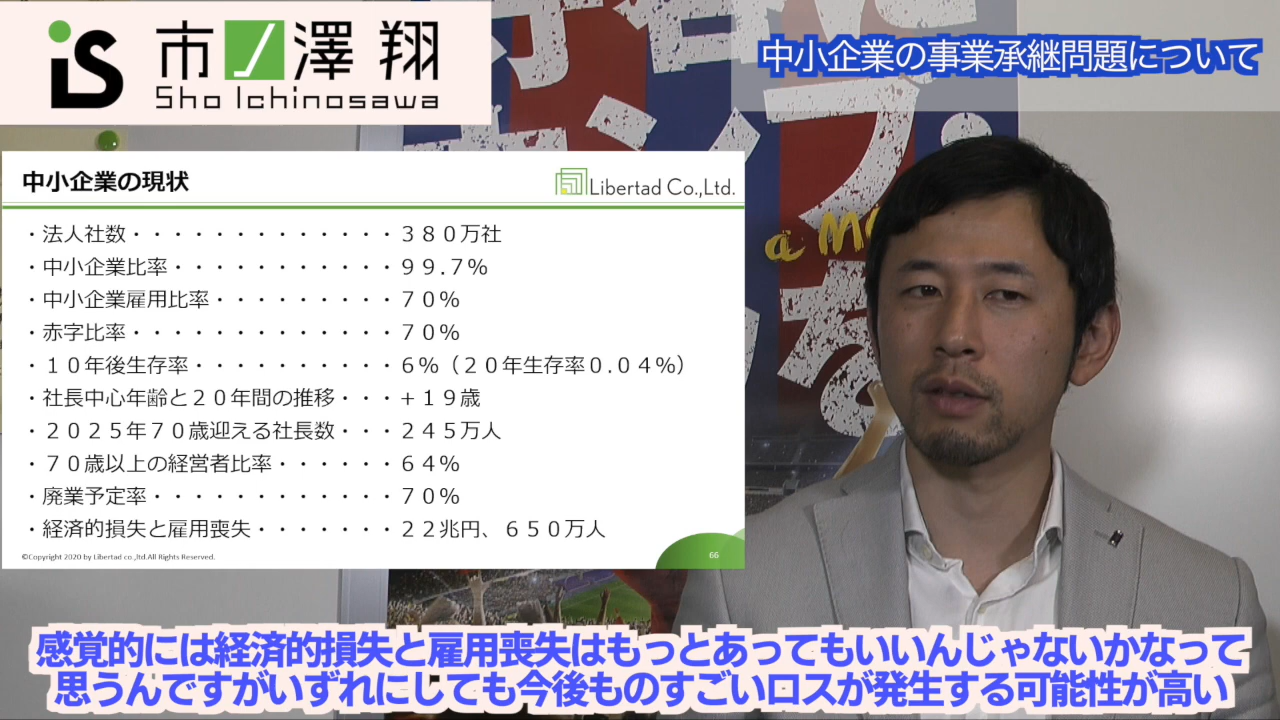 iS 市ノ澤 翔
Sho Ichinosawa
中小企業の事業承継問題について
中小企業の現状
Libertad Co.,Ltd.
・法人社数・・・・・・・・・・・・・３８０万社
・中小企業比率・・・・・・・・・・・９９.７％
・中小企業雇用比率・・・・・・・・・７０％
・赤字比率・・・・・・・・・・・・・７０％
・１０年後生存率・・・・・・・・・・６％（２０年生存率０.０４％）
・社長中心年齢と２０年間の推移・・・＋１９歳
・２０２５年７０歳迎える社長数・・・２４５万人
・７０歳以上の経営者比率・・・・・・６４％
・廃業予定率・・・・・・・・・・・・７０％
・経済的損失と雇用喪失・・・・・・・２２兆円、６５０万人
©Copyright 2020 by Libertad co.,ltd.All Rights Reserved.
66
感覚的には経済的損失と雇用喪失はもっとあってもいいんじゃないかなって
思うんですがいずれにしても今後ものすごいロスが発生する可能性が高い